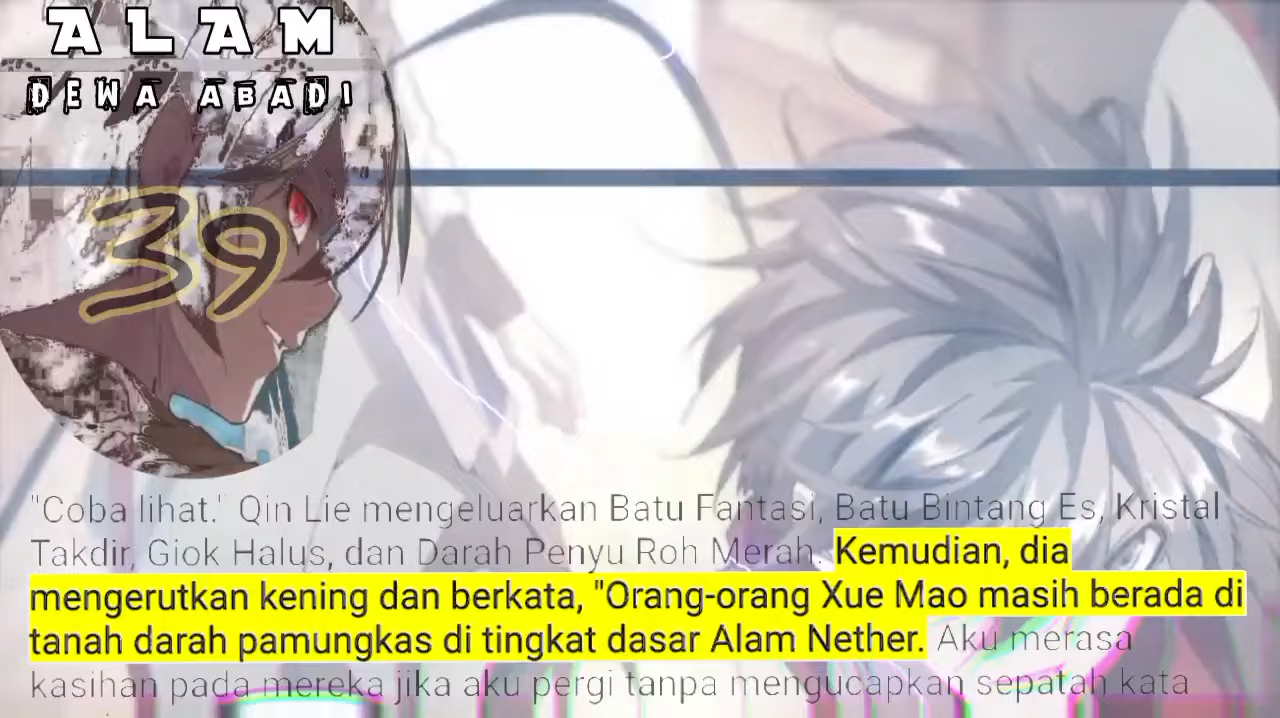 ALAM
DEWA ABADI
39
"Coba lihat." Qin Lie mengeluarkan Batu Fantasi, Batu Bintang Es, Kristal
Takdir, Giok Halus, dan Darah Penyu Roh Merah. Kemudian, dia
mengerutkan kening dan berkata, "Orang-orang Xue Mao masih berada di
tanah darah pamungkas di tingkat dasar Alam Nether. Aku merasa
kasihan pada mereka jika aku pergi tanpa mengucapkan sepatah kata